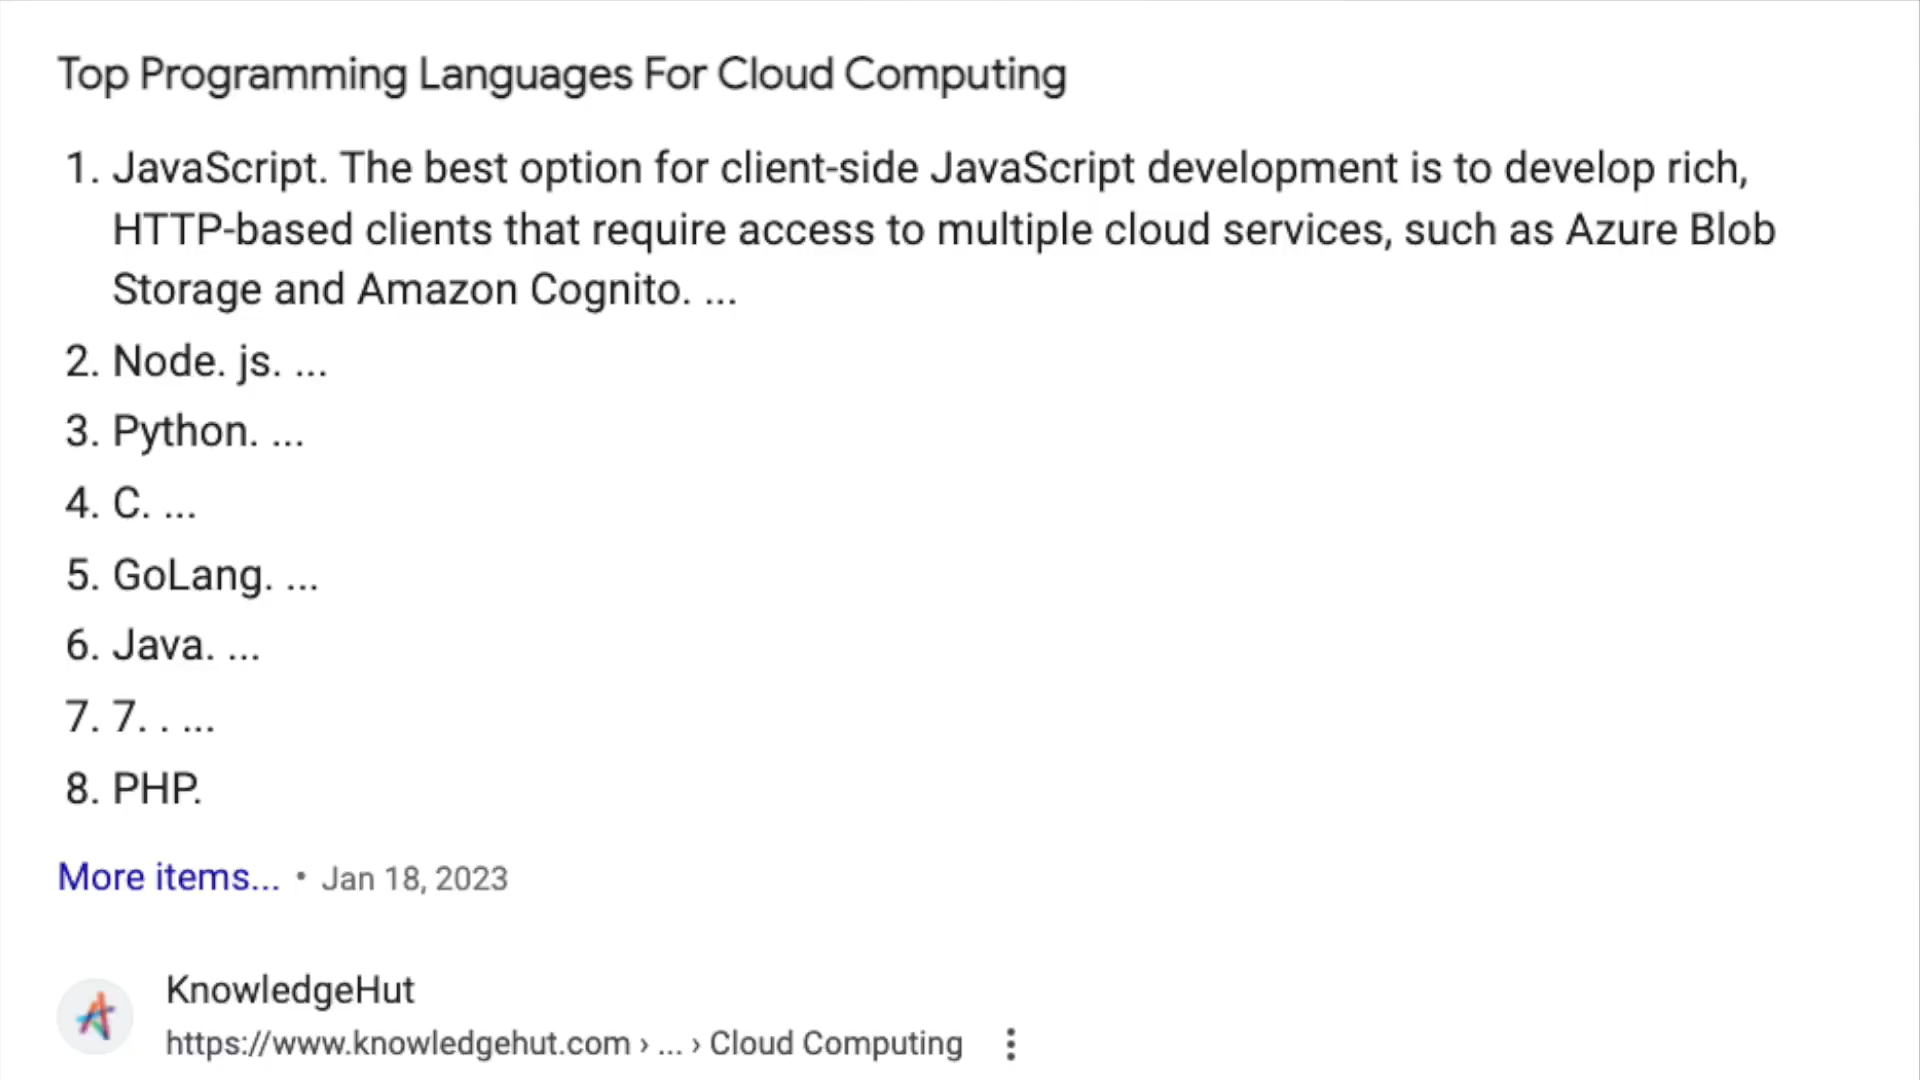 Top Programming Languages For Cloud Computing
1. JavaScript. The best option for client-side JavaScript development is to develop rich,
HTTP-based clients that require access to multiple cloud services, such as Azure Blob
Storage and Amazon Cognito. ...
2. Node. js. ...
3. Python. ...
4. C. ...
5. GoLang. ...
6. Java. ...
7. 7. . ...
8. PHP.
More items... • Jan 18, 2023
KnowledgeHut
https://www.knowledgehut.com › ... › Cloud Computing